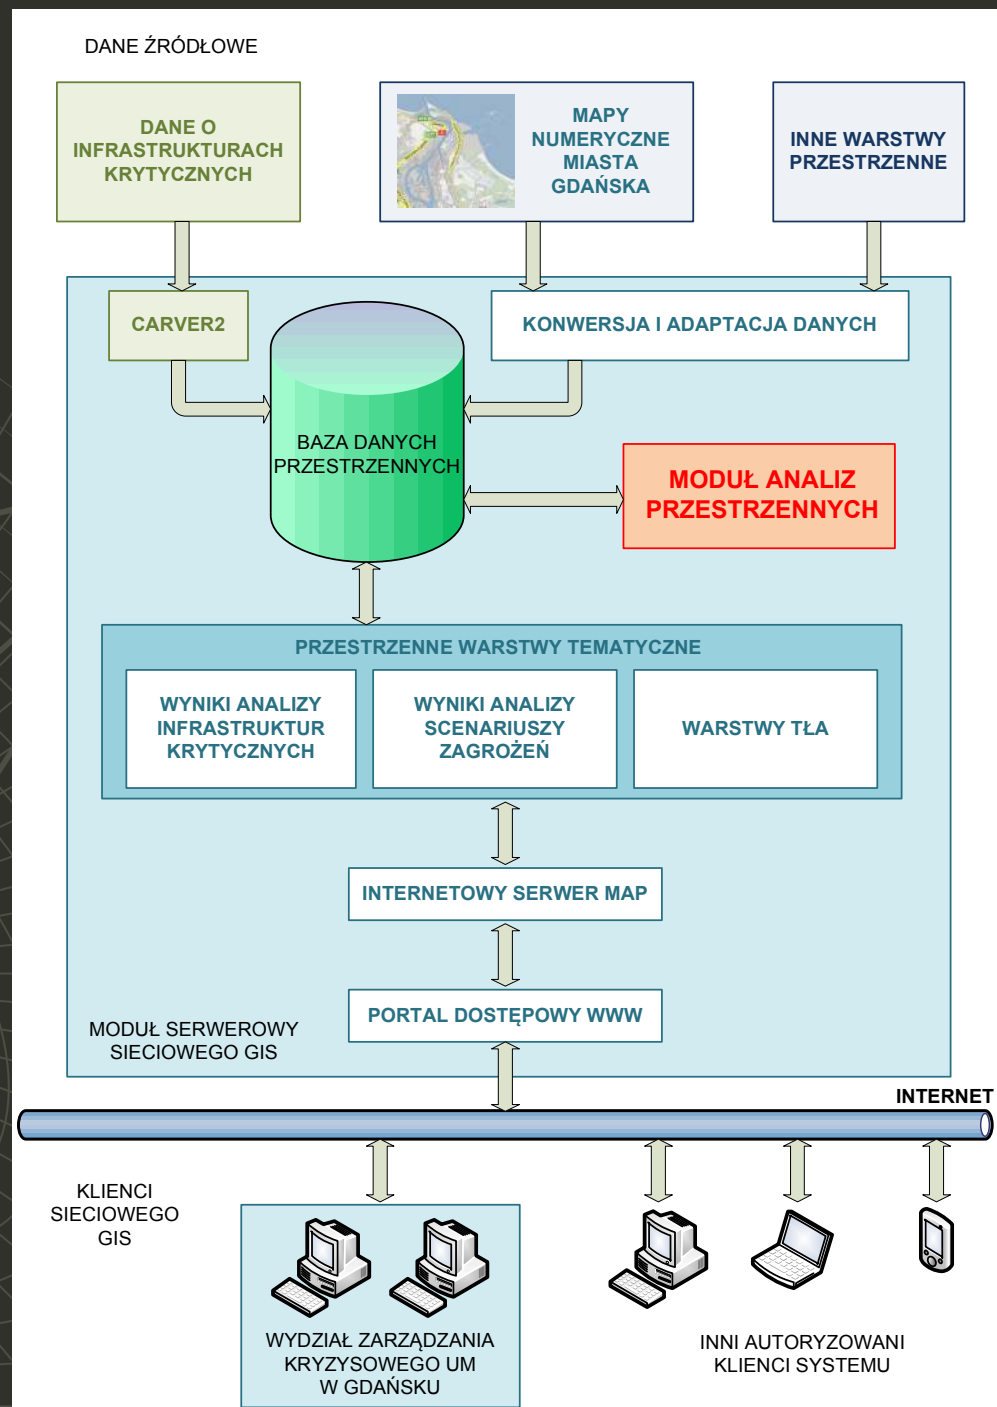 DANE ŹRÓDŁOWE
DANE O
INFRASTRUKTURACH
KRYTYCZNYCH
MAPY
NUMERYCZNE
MIASTA
GDAŃSKA
INNE WARSTWY
PRZESTRZENNE
CARVER2
KONWERSJA I ADAPTACJA DANYCH
BAZA DANYCH
PRZESTRZENNYCH
MODUŁ ANALIZ
PRZESTRZENNYCH
PRZESTRZENNE WARSTWY TEMATYCZNE
WYNIKI ANALIZY
INFRASTRUKTUR
KRYTYCZNYCH
WYNIKI ANALIZY
SCENARIUSZY
ZAGROŻEŃ
WARSTWY TŁA
INTERNETOWY SERWER MAP
PORTAL DOSTĘPOWY WWW
MODUŁ SERWEROWY
SIECIOWEGO GIS
INTERNET
KLIENCI
SIECIOWEGO
GIS
WYDZIAŁ ZARZĄDZANIA
KRYZYSOWEGO UM
W GDAŃSKU
INNI AUTORYZOWANI
KLIENCI SYSTEMU